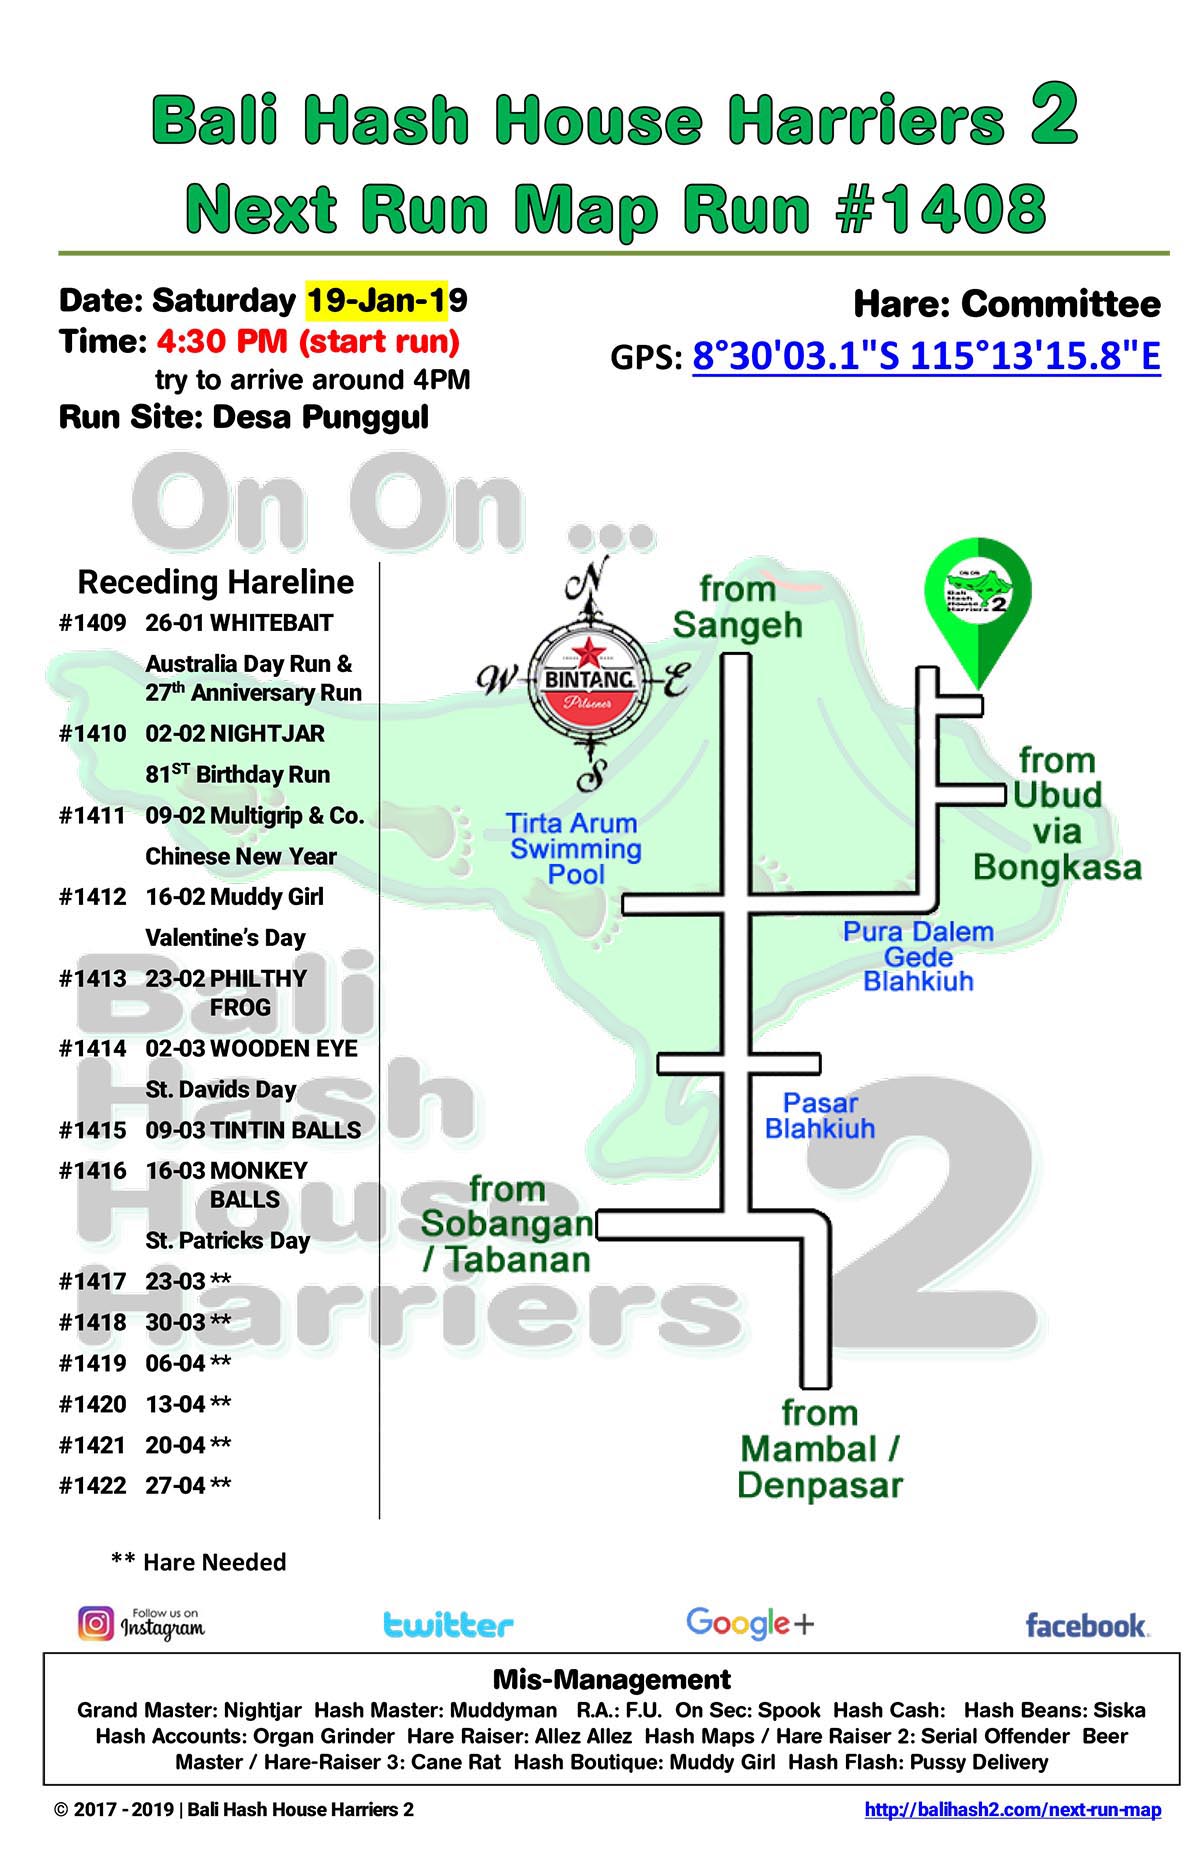 Bali Hash House Harriers 2
Next Run Map Run #1408
Date: Saturday 19-Jan-19
Time: 4:30 PM (start run)
try to arrive around 4PM
Run Site: Desa Punggul
Hare: Committee
GPS: 8°30'03.1"S 115°13'15.8"E
On On ...
Receding Hareline
#1409 26-01 WHITEBAIT
Australia Day Run &
27th Anniversary Run
#1410 02-02 NIGHTJAR
81ST Birthday Run
#1411 09-02 Multigrip & Co.
Chinese New Year
#1412 16-02 Muddy Girl
Valentine's Day
#1413 23-02 PHILTHY
FROG
#1414 02-03 WOODEN EYE
St. Davids Day
#1415 09-03 TINTIN BALLS
#1416 16-03 MONKEY
BALLS
St. Patricks Day
#1417 23-03 **
#1418 30-03 **
#1419 06-04 **
#1420 13-04 **
#1421 20-04 **
#1422 27-04 **
** Hare Needed
N
W
E
S
BINTANG
Pilsener
from
Sangeh
Bali
Hash
House
Harriers 2
from
Ubud
via
Bongkasa
Tirta Arum
Swimming
Pool
Pura Dalem
Gede
Blahkiuh
Pasar
Blahkiuh
from
Sobangan
/ Tabanan
from
Mambal /
Denpasar
Bali
Hash
House
Harriers 2
Follow us on
Instagram
twitter
Google+
facebook
Mis-Management
Grand Master: Nightjar Hash Master: Muddyman R.A.: F.U. On Sec: Spook Hash Cash: Hash Beans: Siska
Hash Accounts: Organ Grinder Hare Raiser: Allez Allez Hash Maps / Hare Raiser 2: Serial Offender Beer
Master / Hare-Raiser 3: Cane Rat Hash Boutique: Muddy Girl Hash Flash: Pussy Delivery
© 2017 - 2019 | Bali Hash House Harriers 2
http://balihash2.com/next-run-map